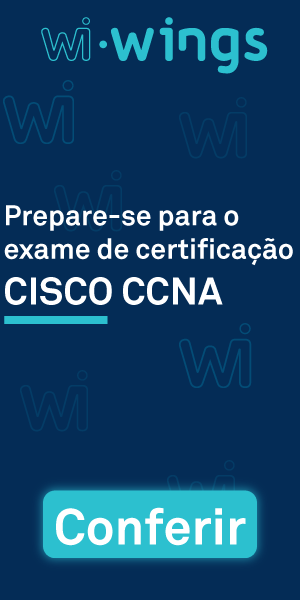 wi·wings
Prepare-se para o
exame de certificação
CISCO CCNA
Conferir